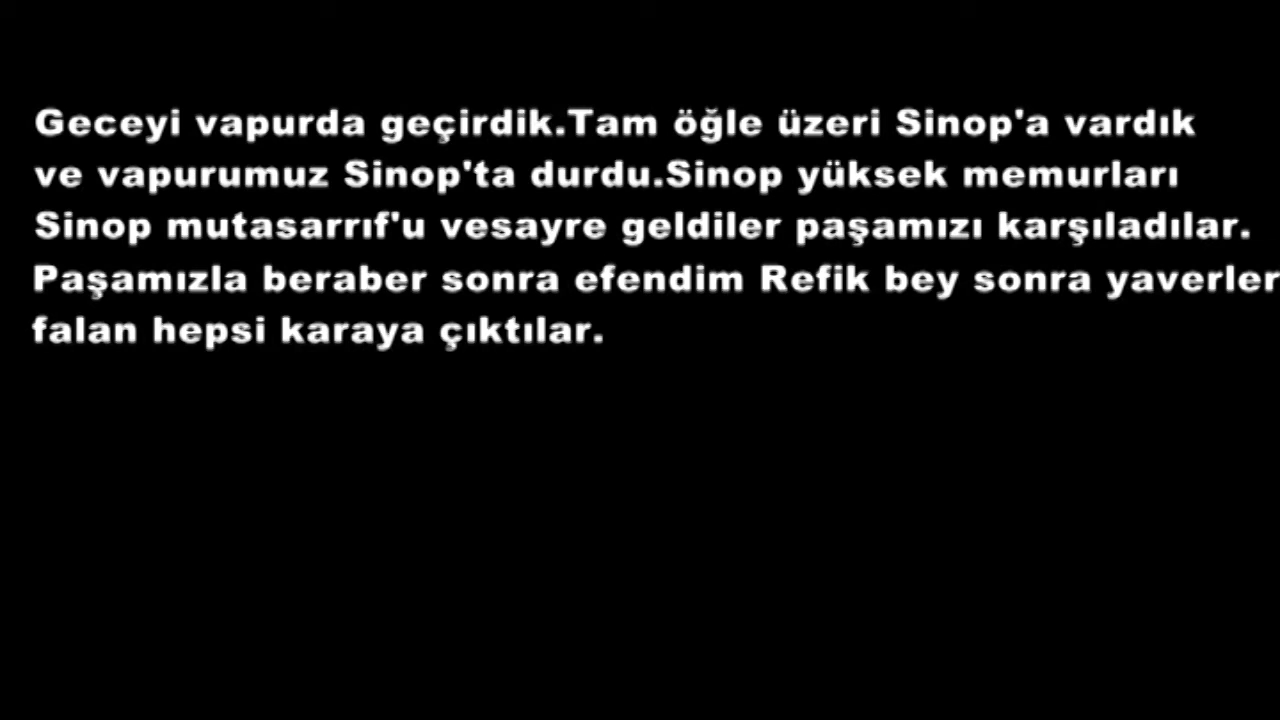 Geceyi vapurda geçirdik.Tam öğle üzeri Sinop'a vardık
ve vapurumuz Sinop'ta durdu.Sinop yüksek memurları
Sinop mutasarrıf'u vesayre geldiler paşamızı karşıladılar.
Paşamızla beraber sonra efendim Refik bey sonra yaverler
falan hepsi karaya çıktılar.